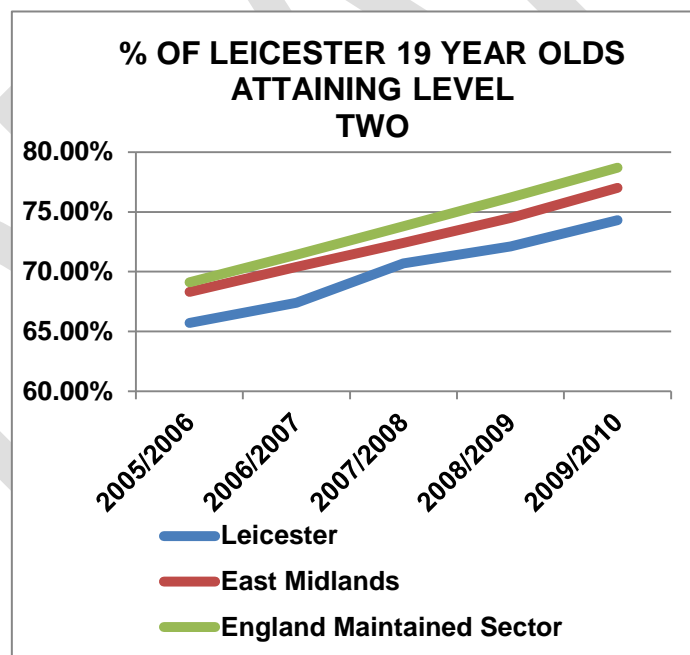 % OF LEICESTER 19 YEAR OLDS
ATTAINING LEVEL
TWO
80.00%
75.00%
70.00%
65.00%
60.00%
2005/2006
2006/2007
2007/2008
2008/2009
2009/2010
Leicester
East Midlands
England Maintained Sector